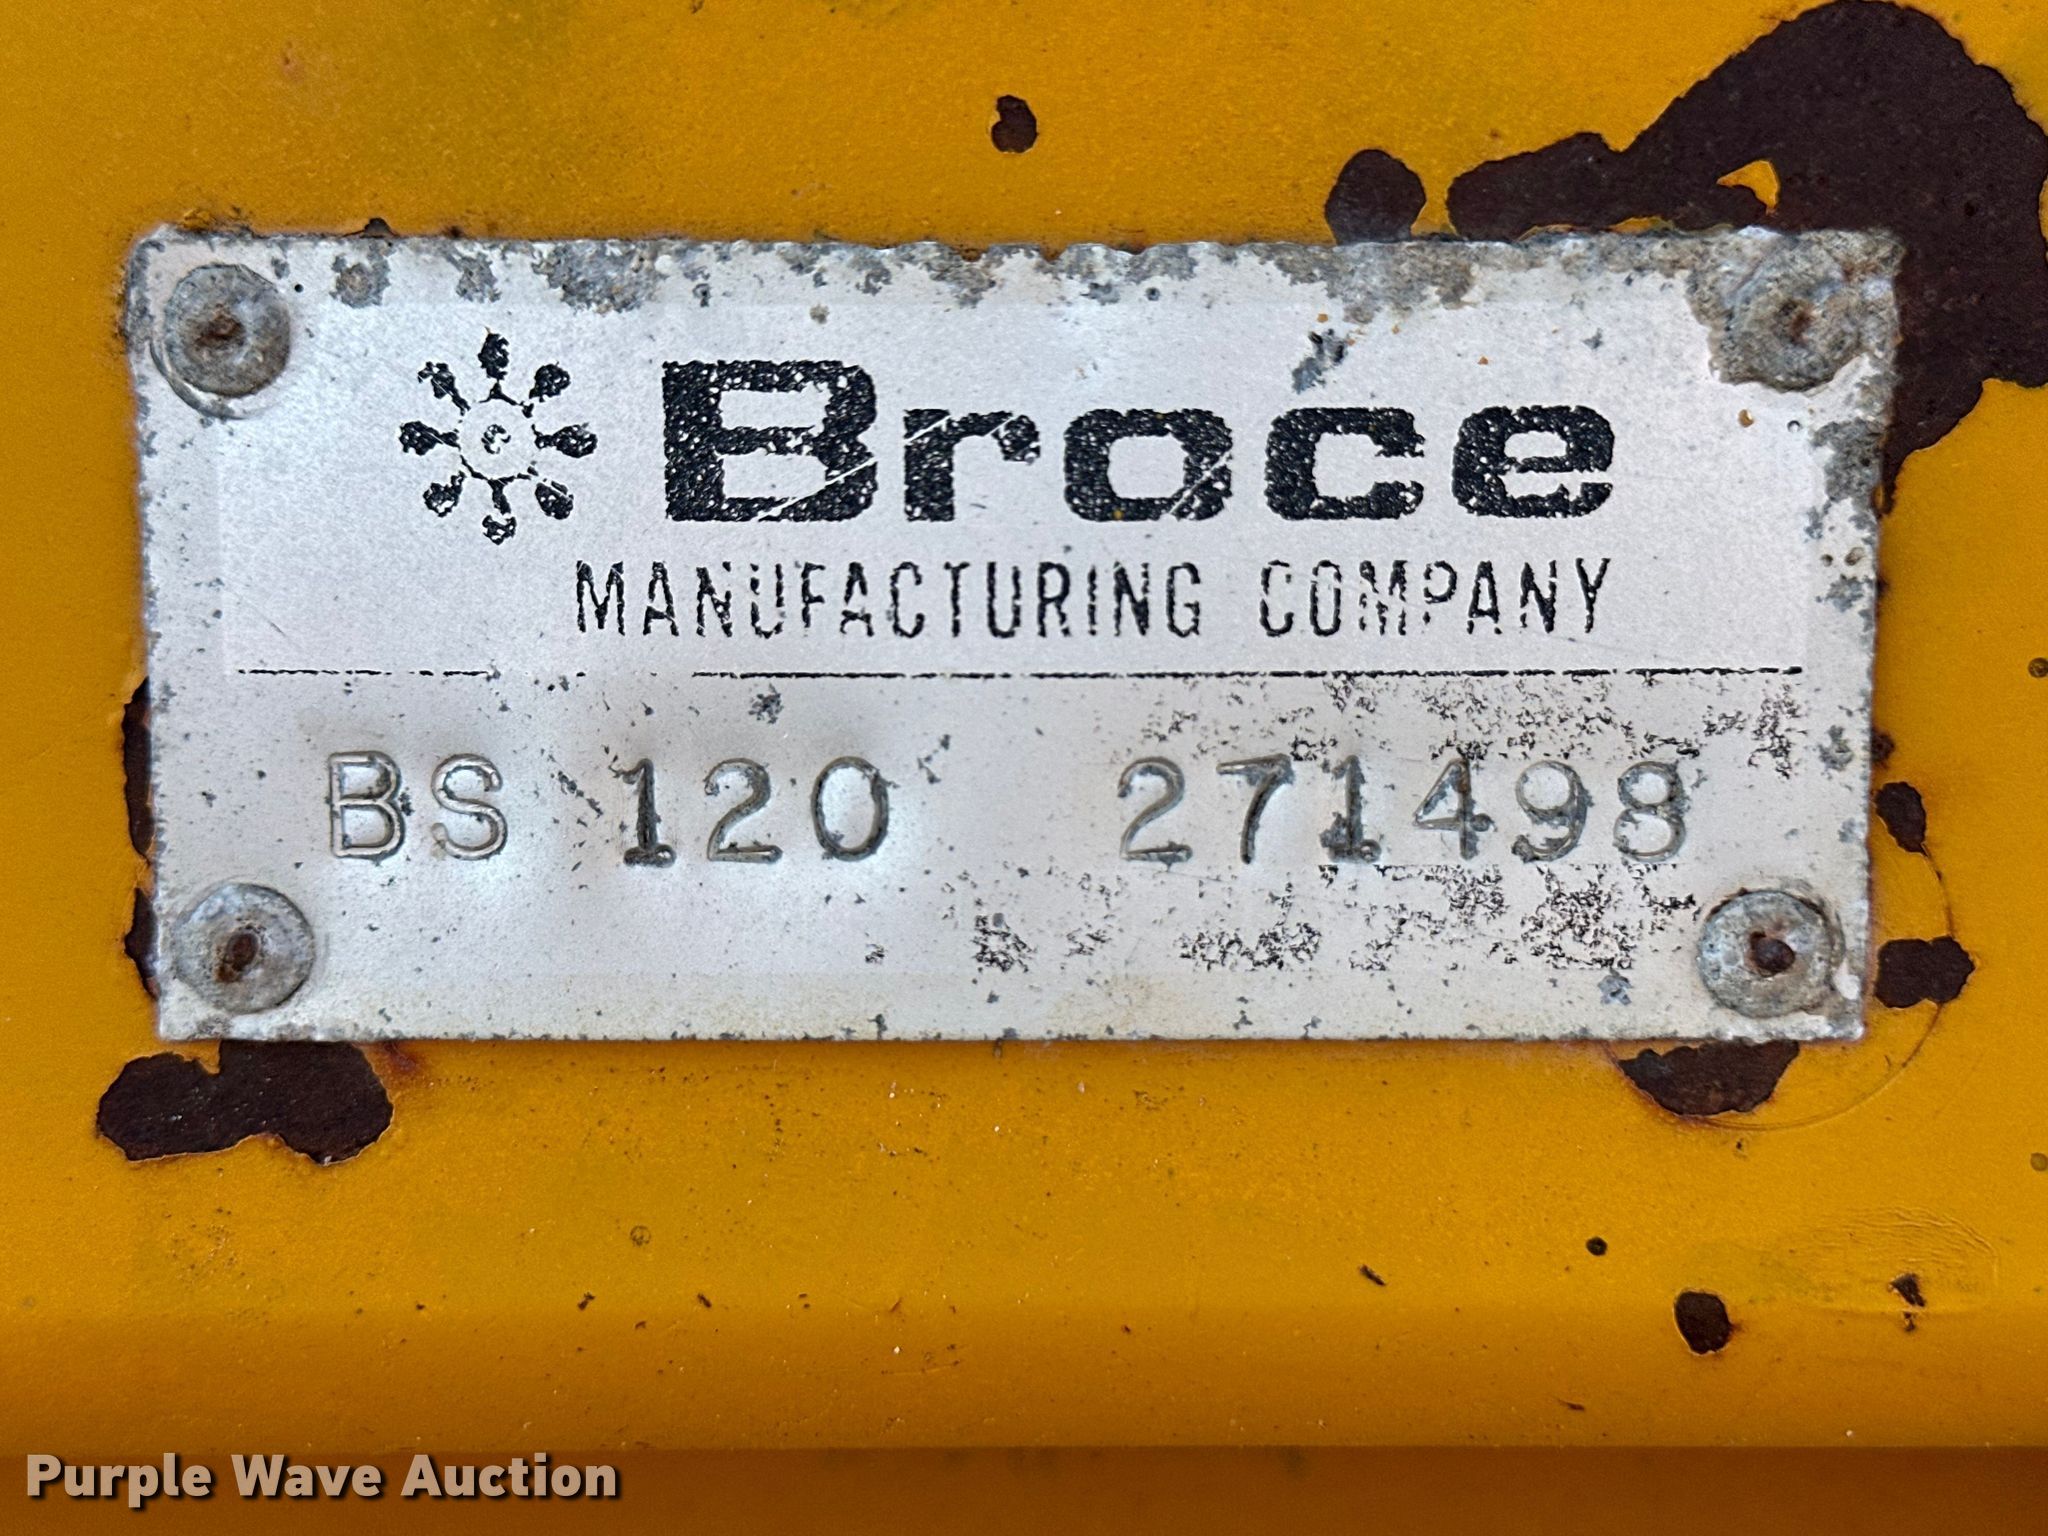 Broce
MANUFACTURING COMPANY
BS 120 271498
Purple Wave Auction